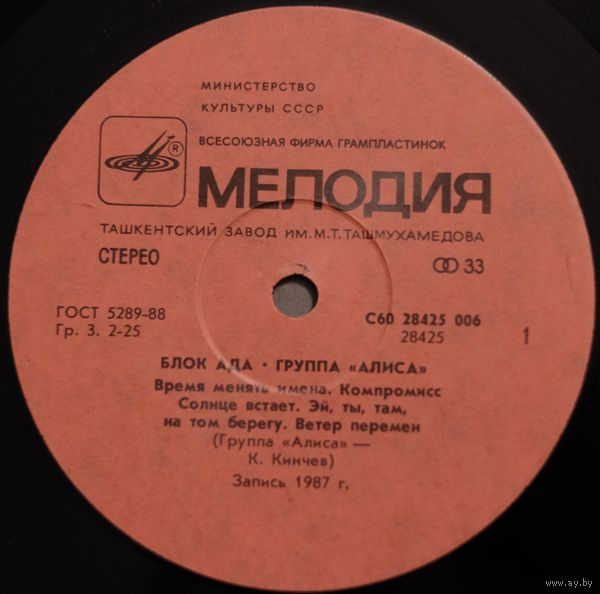 МИНИСТЕРСТВО
КУЛЬТУРЫ СССР
ВСЕСОЮЗНАЯ ФИРМА ГРАМПЛАСТИНОК
®
МЕЛОДИЯ
ТАШКЕНТСКИЙ ЗАВОД ИМ. М.Т. ТАШМУХАМЕДОВА
СТЕРЕО
33
ГОСТ 5289-88
Гр. 3. 2-25
С60 28425 006
28425
1
БЛОК АДА • ГРУППА «АЛИСА»
Время менять имена. Компромисс
Солнце встает. Эй, ты, там,
на том берегу. Ветер перемен
(Группа «Алиса» —
К. Кинчев)
Запись 1987 г.
www.ay.by